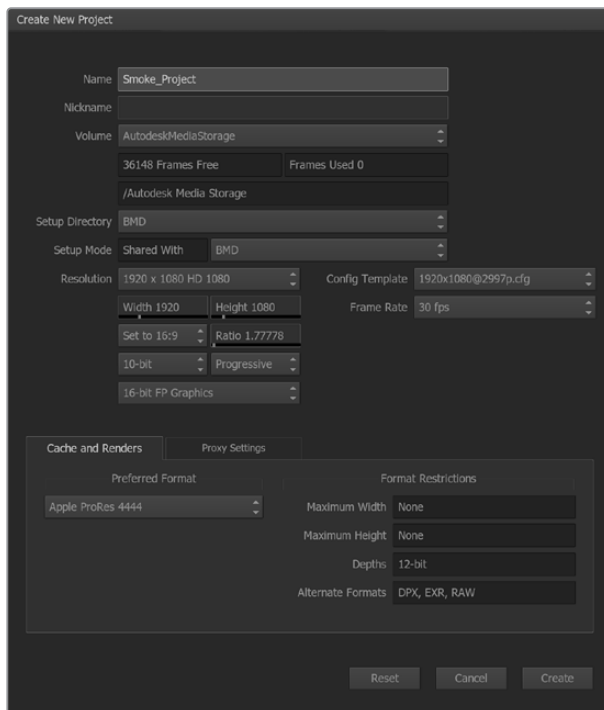 Create New Project
Name Smoke_Project
Nickname
Volume AutodeskMediaStorage
36148 Frames Free Frames Used 0
/Autodesk Media Storage
Setup Directory BMD
Setup Mode Shared With BMD
Resolution 1920 x 1080 HD 1080 Config Template 1920x1080@2997p.cfg
Width 1920 Height 1080 Frame Rate 30 fps
Set to 16:9 Ratio 1.77778
10-bit Progressive
16-bit FP Graphics
Cache and Renders Proxy Settings
Preferred Format Format Restrictions
Apple ProRes 4444 Maximum Width None
Maximum Height None
Depths 12-bit
Alternate Formats DPX, EXR, RAW
Reset Cancel Create